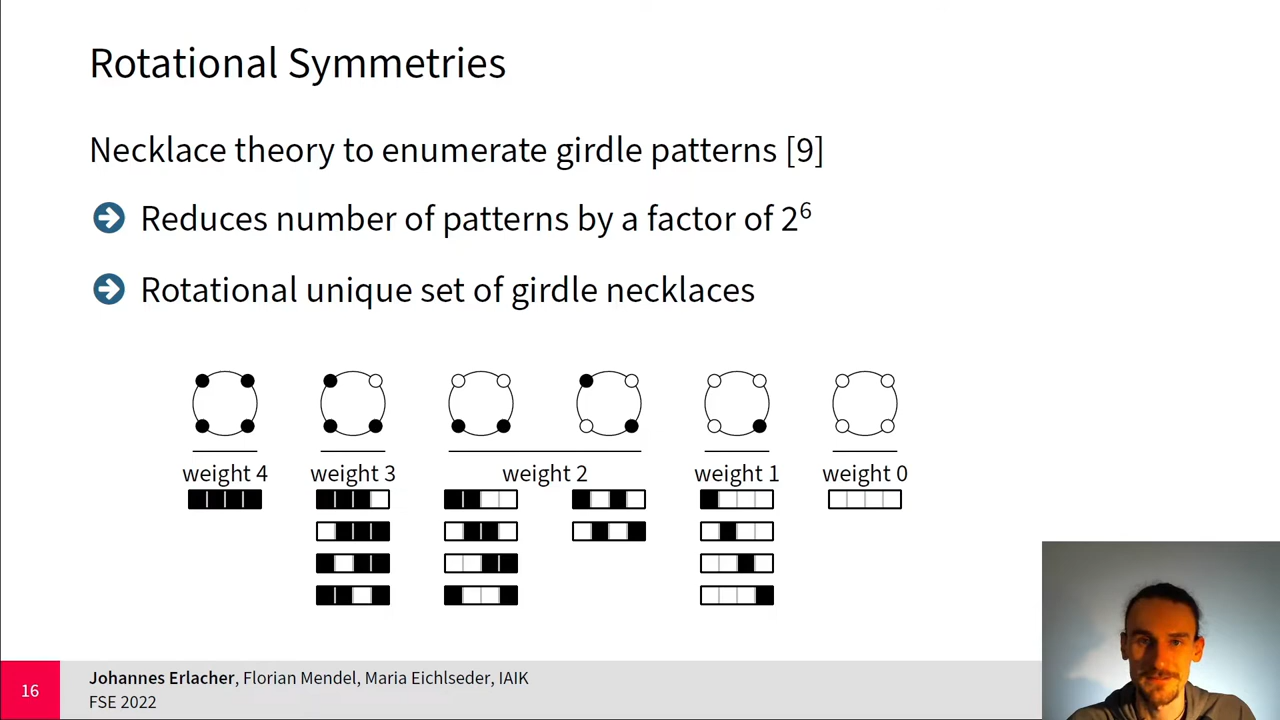 Rotational Symmetries
Necklace theory to enumerate girdle patterns [9]
Reduces number of patterns by a factor of 2⁶
Rotational unique set of girdle necklaces
weight 4 weight 3 weight 2 weight 1 weight 0
16
Johannes Erlacher, Florian Mendel, Maria Eichlseder, IAIK
FSE 2022